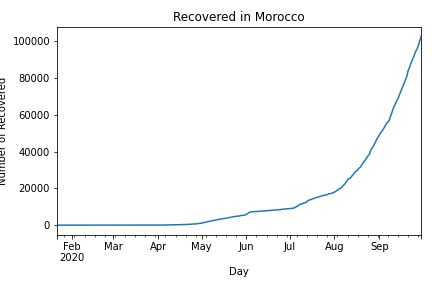 Recovered in Morocco
Number of Recovered
100000
80000
60000
40000
20000
0
Feb Mar Apr May Jun Jul Aug Sep
2020
Day